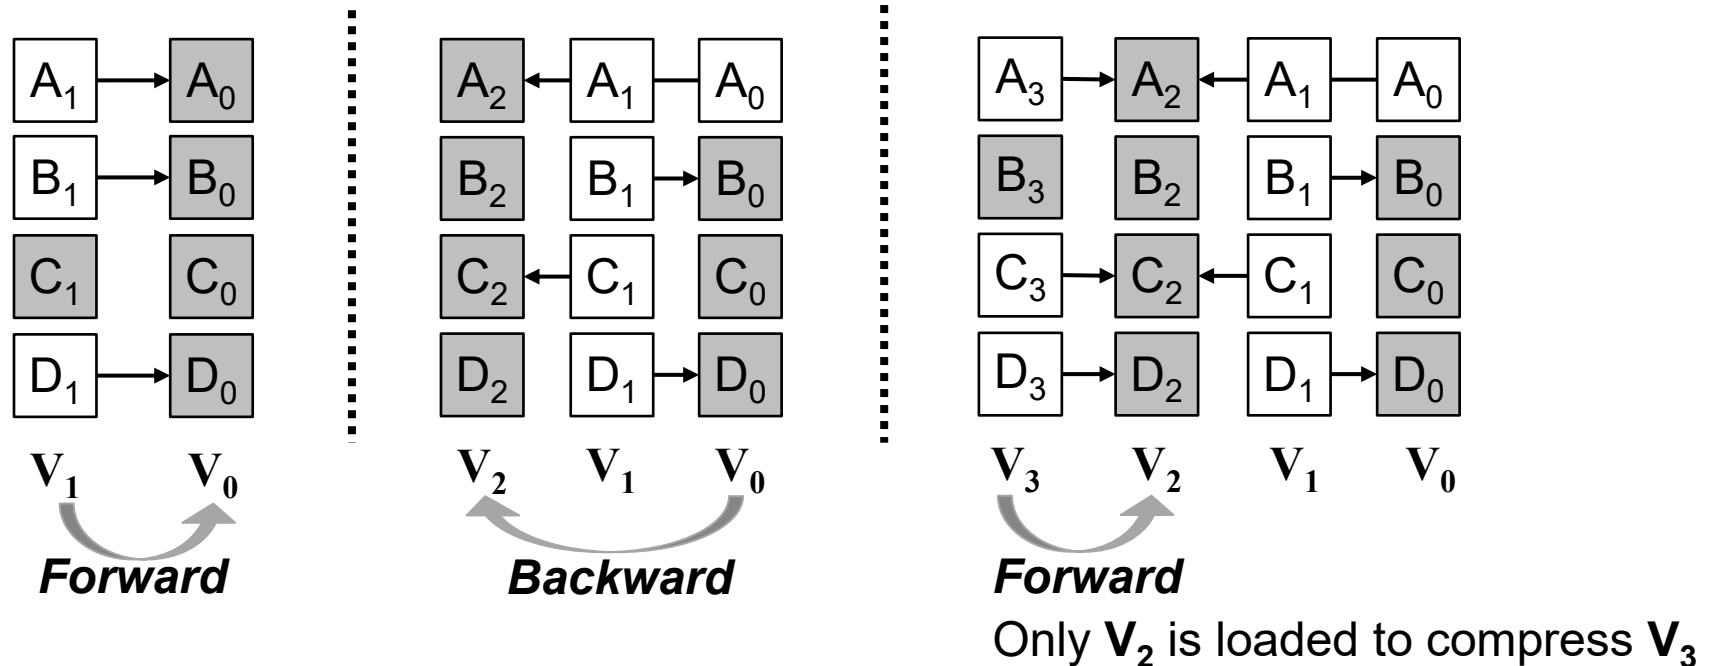 A1 A0
B1 B0
C1 C0
D1 D0
V1 V0
Forward
A2 A1 A0
B2 B1 B0
C2 C1 C0
D2 D1 D0
V2 V1 V0
Backward
A3 A2 A1 A0
B3 B2 B1 B0
C3 C2 C1 C0
D3 D2 D1 D0
V3 V2 V1 V0
Forward
Only V2 is loaded to compress V3